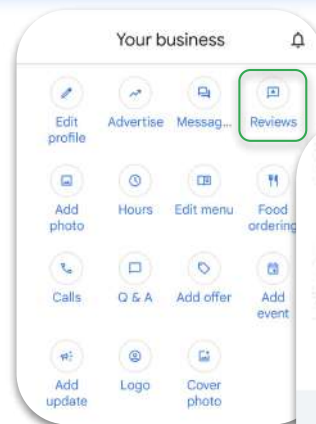 Your business
Edit profile
Advertise
Messag...
Reviews
Add photo
Hours
Edit menu
Food ordering
Calls
Q & A
Add offer
Add event
Add update
Logo
Cover photo